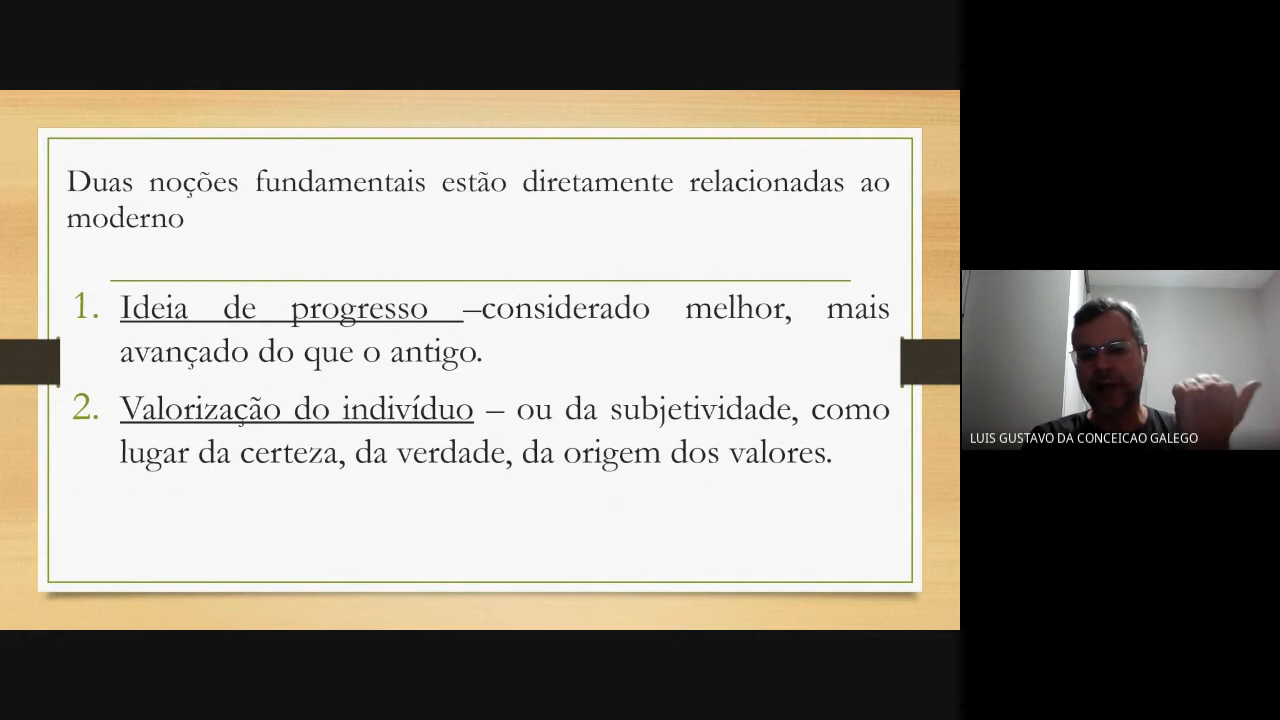 Duas noções fundamentais estão diretamente relacionadas ao
moderno
1. Ideia de progresso –considerado melhor, mais
avançado do que o antigo.
2. Valorização do indivíduo – ou da subjetividade, como
lugar da certeza, da verdade, da origem dos valores.
LUIS GUSTAVO DA CONCEICAO GALEGO